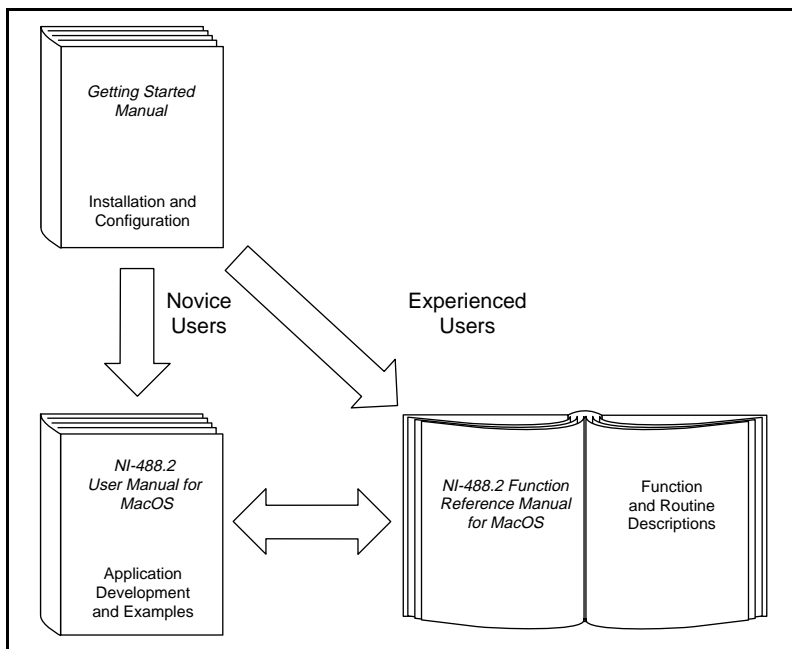 Getting Started
Manual
Installation and
Configuration
Novice
Users
Experienced
Users
NI-488.2
User Manual for
MacOS
Application
Development
and Examples
NI-488.2 Function
Reference Manual
for MacOS
Function
and Routine
Descriptions